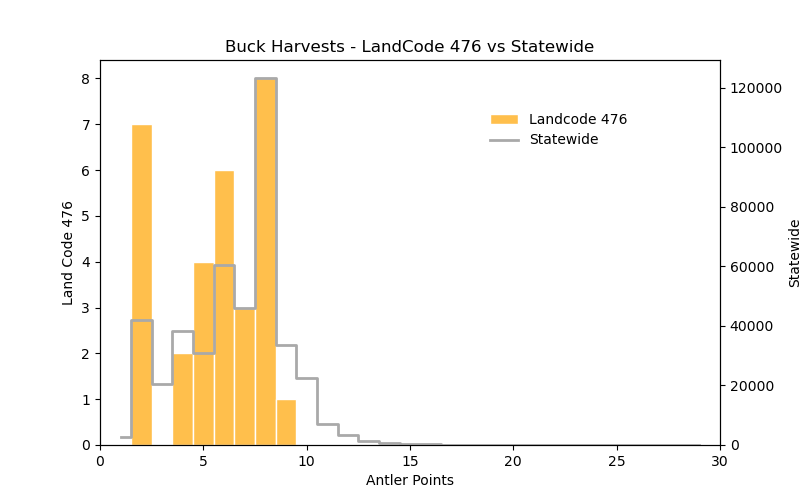 Buck Harvests - LandCode 476 vs Statewide
8
7
6
5
4
3
2
1
0
Land Code 476
Landcode 476
Statewide
120000
100000
80000
60000
40000
20000
0
Statewide
0 5 10 15 20 25 30
Antler Points